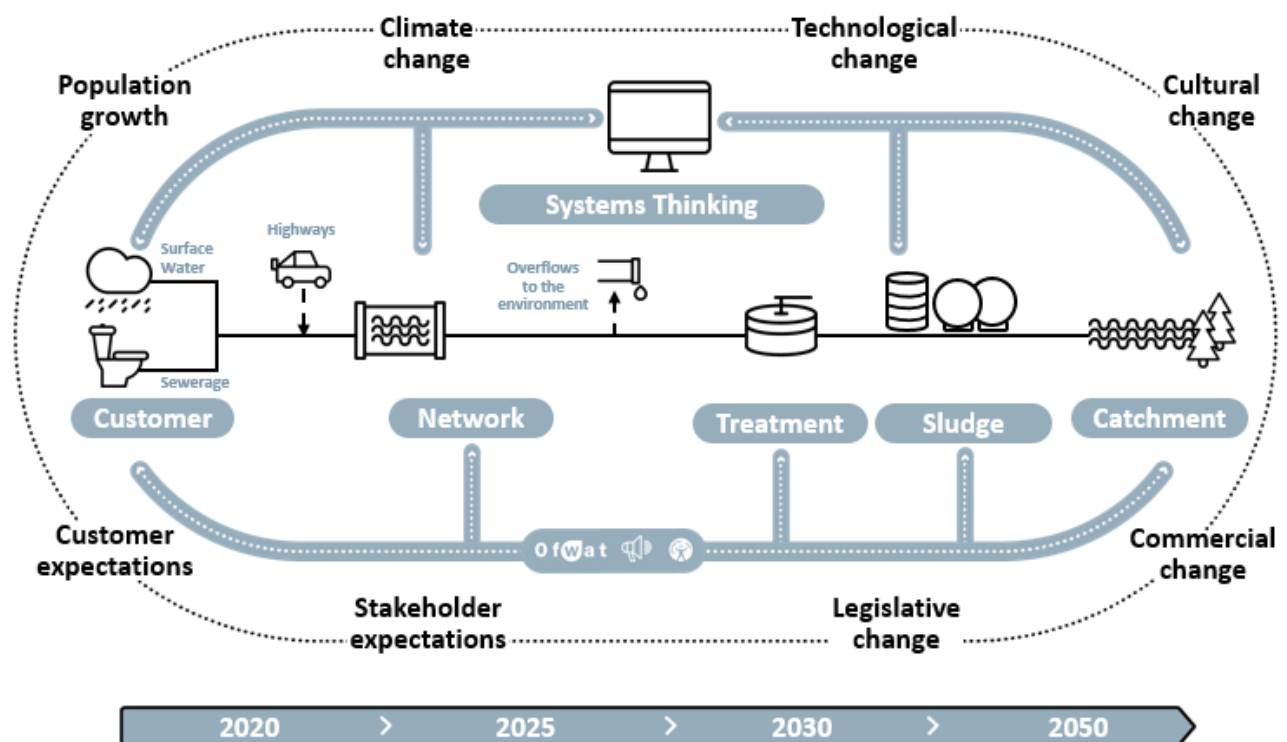 Climate
change
Technological
change
Population
growth
Cultural
change
Systems Thinking
Surface
Water
Highways
Overflows
to the
environment
Sewerage
Customer
Network
Treatment
Sludge
Catchment
Customer
expectations
Ofwat
Commercial
change
Stakeholder
expectations
Legislative
change
2020 > 2025 > 2030 > 2050